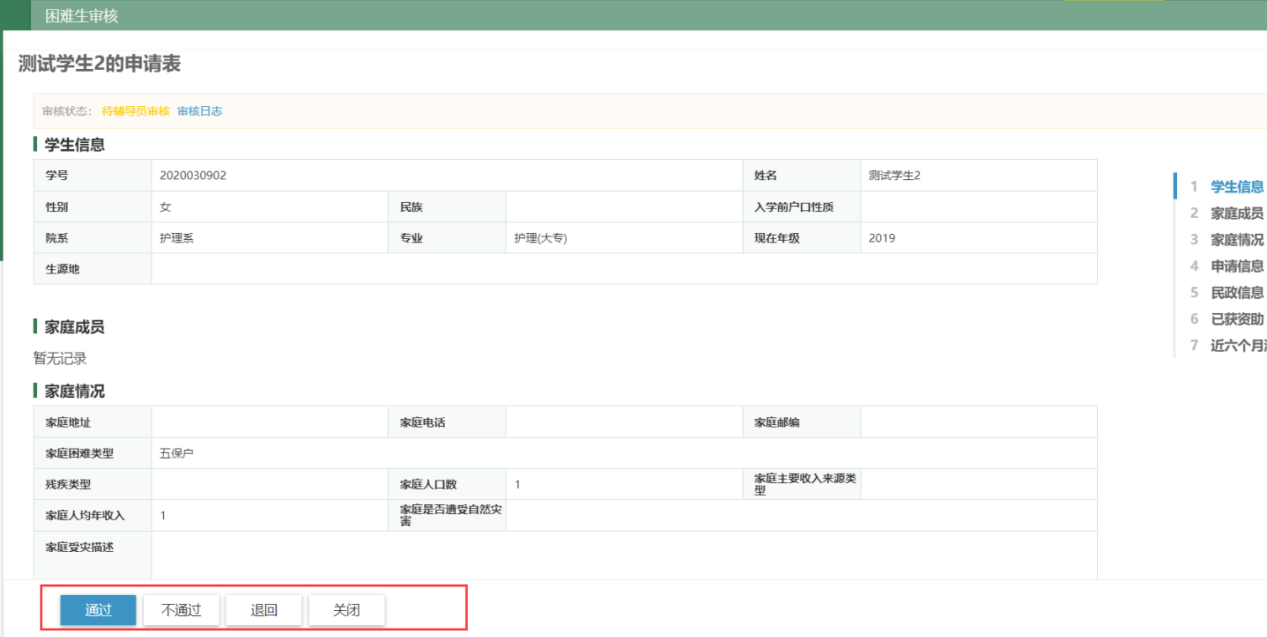 困难生审核
测试学生2的申请表
审核状态： 待辅导员审核 审核日志
学生信息
学号 2020030902 姓名 测试学生2
性别 女 民族 入学前户口性质
院系 护理系 专业 护理(大专) 现在年级 2019
生源地
家庭成员
暂无记录
家庭情况
家庭地址 家庭电话 家庭邮编
家庭困难类型 五保户
残疾类型 家庭人口数 1 家庭主要收入来源类
型
家庭人均年收入 1 家庭是否遭受自然灾
害
家庭受灾描述
通过 不通过 退回 关闭
1 学生信息
2 家庭成员
3 家庭情况
4 申请信息
5 民政信息
6 已获资助
7 近六个月